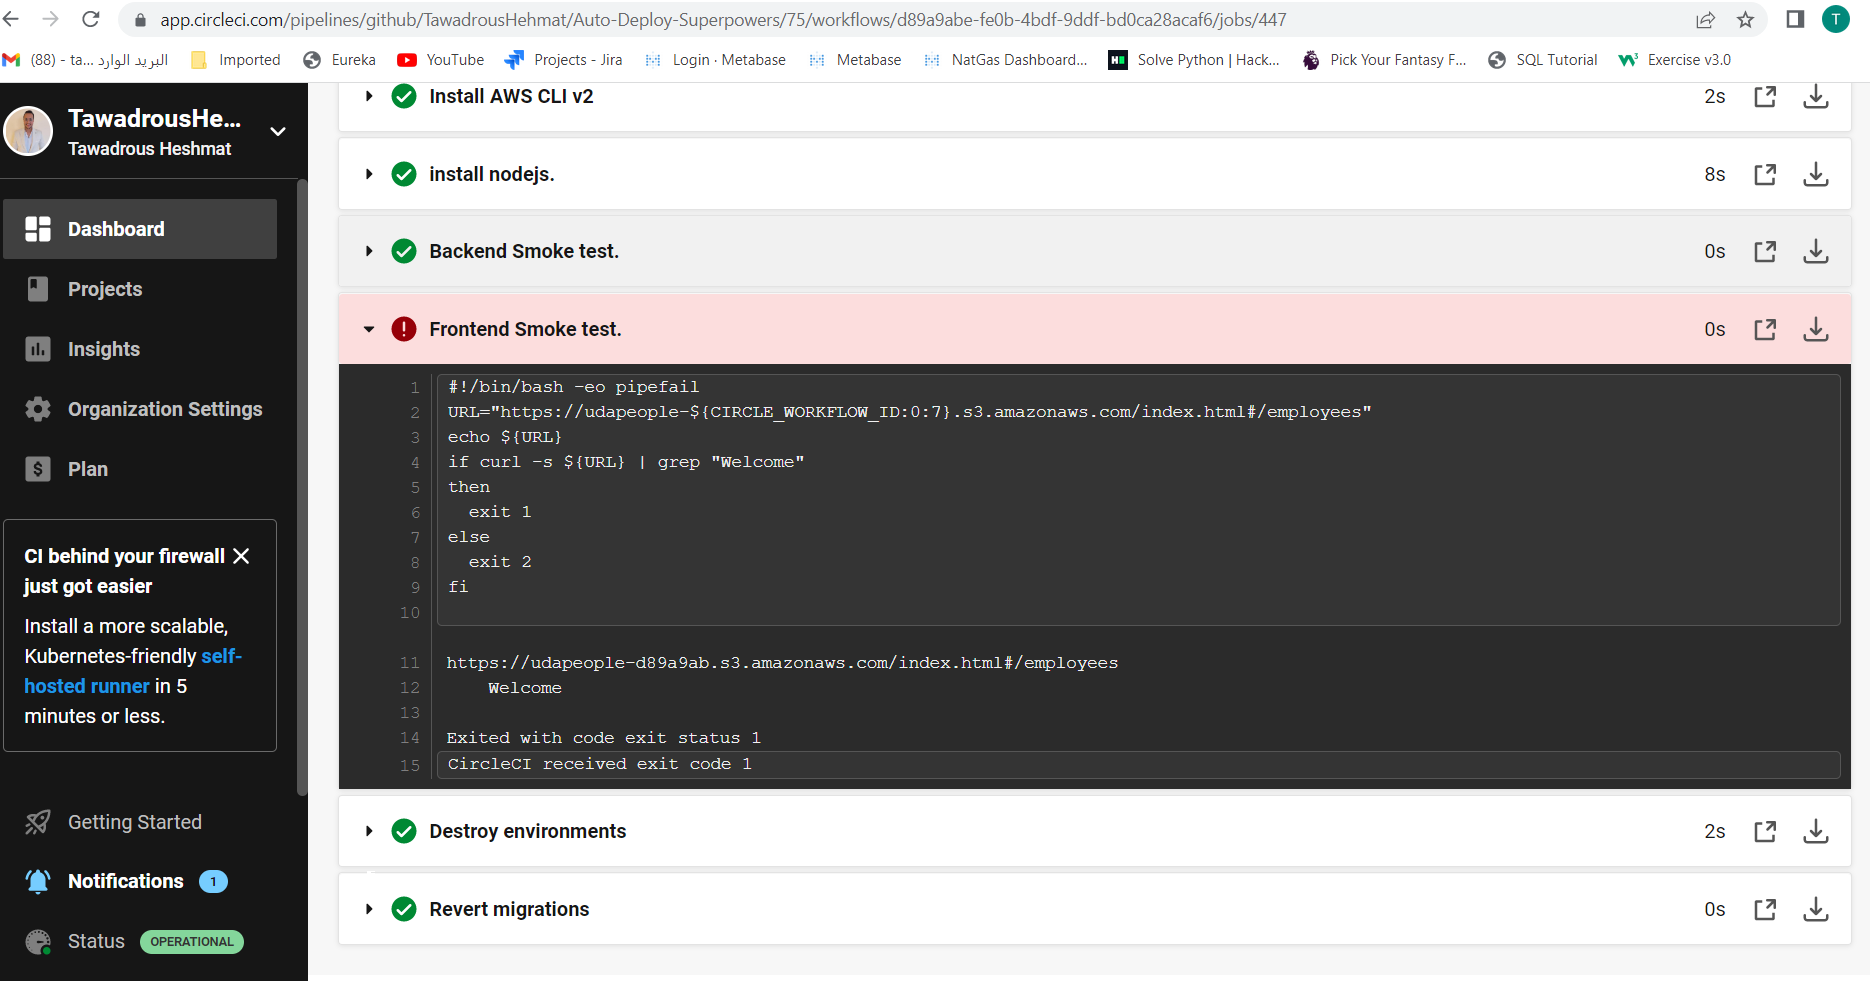 app.circleci.com/pipelines/github/TawadrousHehmat/Auto-Deploy-Superpowers/75/workflows/d89a9abe-fe0b-4bdf-9ddf-bd0ca28acaf6/jobs/447
T
(88) - ta... البريد الوارد
Imported
Eureka
YouTube
Projects - Jira
Login · Metabase
Metabase
NatGas Dashboard...
Solve Python | Hack...
Pick Your Fantasy F...
SQL Tutorial
Exercise v3.0
TawadrousHe...
Tawadrous Heshmat
Dashboard
Projects
Insights
Organization Settings
Plan
CI behind your firewall
just got easier
Install a more scalable,
Kubernetes-friendly self-
hosted runner in 5
minutes or less.
Getting Started
Notifications 1
Status OPERATIONAL
Install AWS CLI v2 2s
install nodejs. 8s
Backend Smoke test. 0s
Frontend Smoke test. 0s
1 #!/bin/bash -eo pipefail
2 URL="https://udapeople-${CIRCLE_WORKFLOW_ID:0:7}.s3.amazonaws.com/index.html#/employees"
3 echo ${URL}
4 if curl -s ${URL} | grep "Welcome"
5 then
6 exit 1
7 else
8 exit 2
9 fi
10
11 https://udapeople-d89a9ab.s3.amazonaws.com/index.html#/employees
12 Welcome
13
14 Exited with code exit status 1
15 CircleCI received exit code 1
Destroy environments 2s
Revert migrations 0s